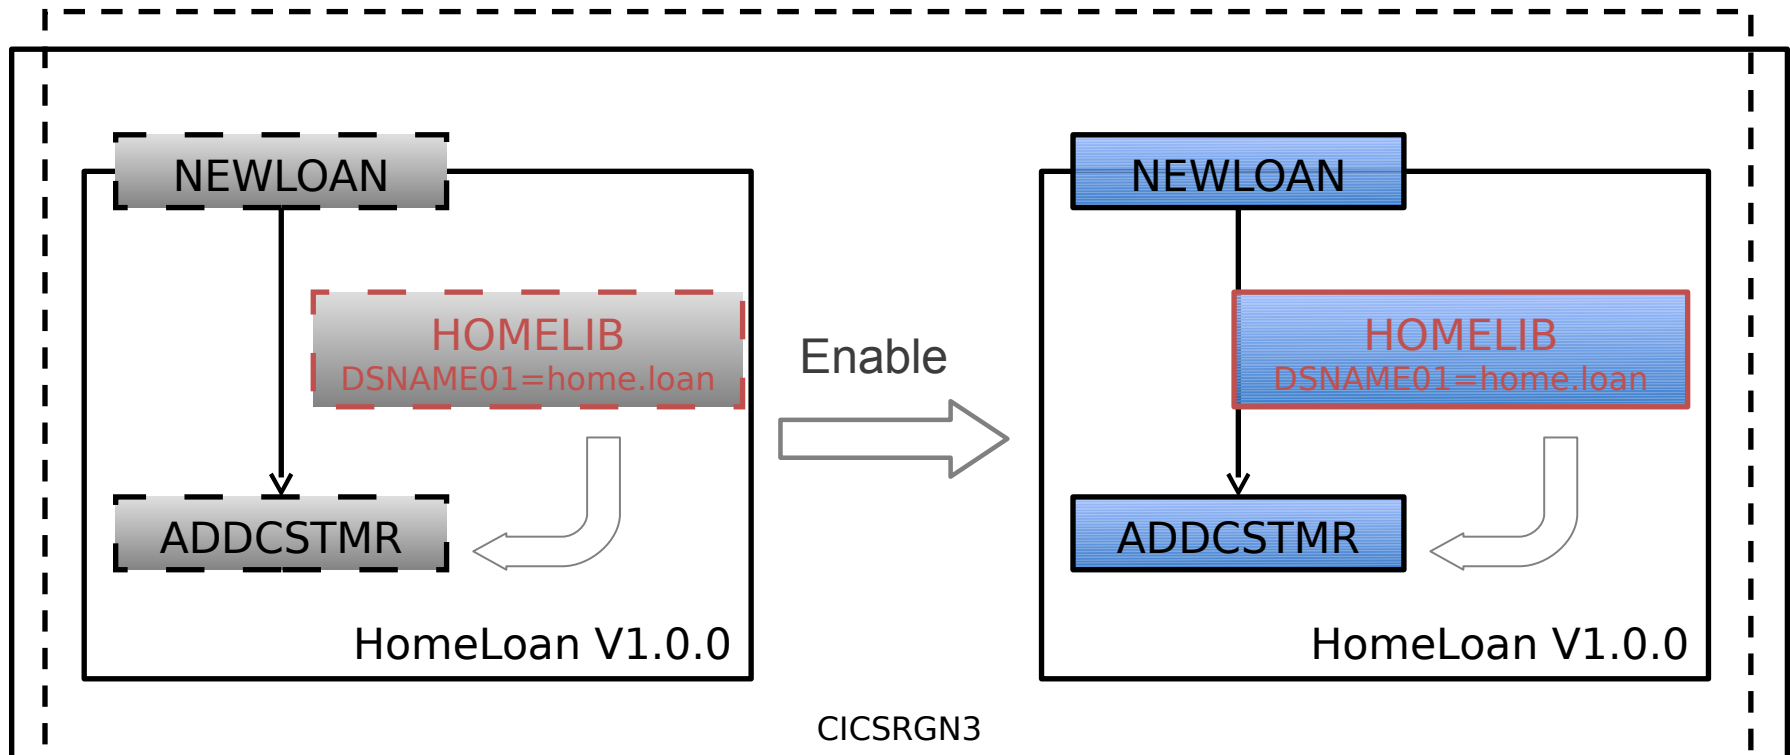 NEWLOAN
HOMELIB
DSNAME01=home.loan
ADDCSTMR
HomeLoan V1.0.0
Enable
NEWLOAN
HOMELIB
DSNAME01=home.loan
ADDCSTMR
HomeLoan V1.0.0
CICSRGN3